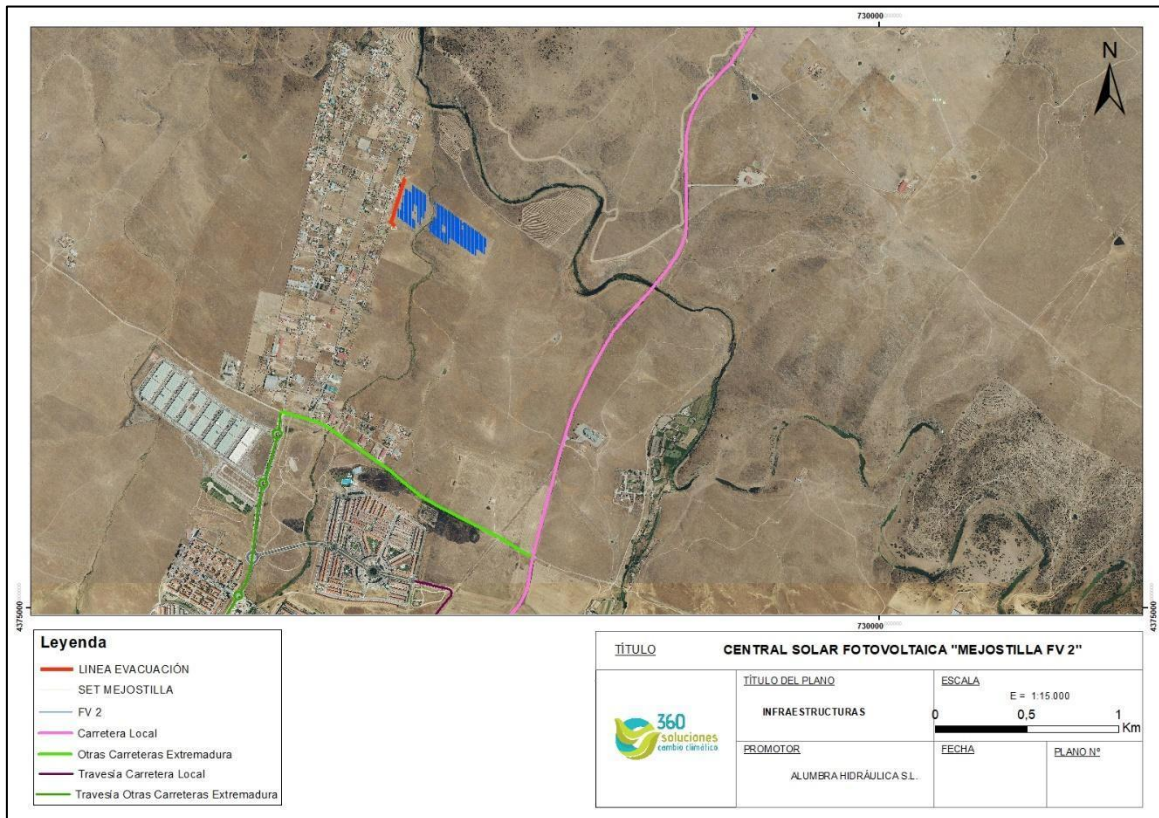 730000
N
4375000
4375000
730000
Leyenda
LINEA EVACUACIÓN
SET MEJOSTILLA
FV 2
Carretera Local
Otras Carreteras Extremadura
Travesía Carretera Local
Travesía Otras Carreteras Extremadura
TÍTULO
CENTRAL SOLAR FOTOVOLTAICA "MEJOSTILLA FV 2"
360
soluciones
cambio climático
TÍTULO DEL PLANO
INFRAESTRUCTURAS
ESCALA
E = 1:15.000
0 0,5 1
Km
PROMOTOR
ALUMBRA HIDRÁULICA S.L.
FECHA
PLANO Nº